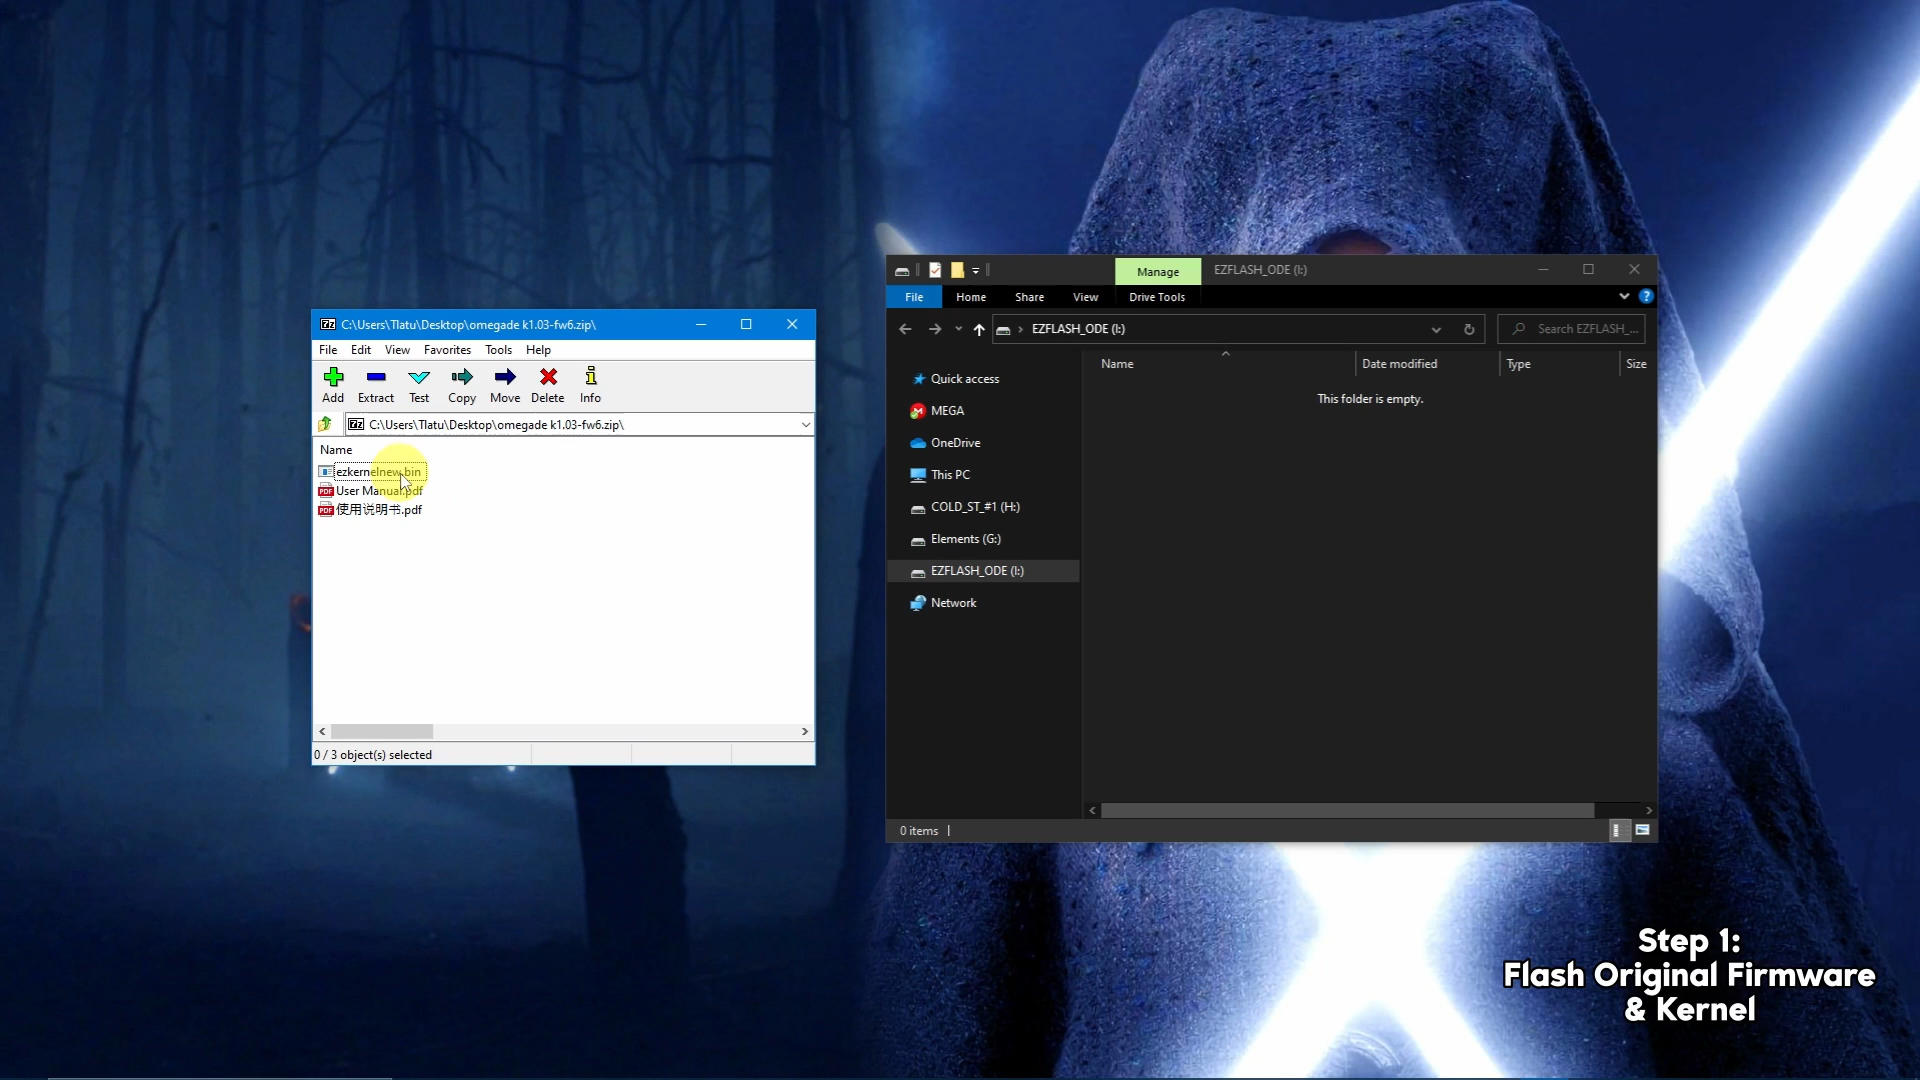 C:\Users\Tlatu\Desktop\omegade k1.03-fw6.zip\
File Edit View Favorites Tools Help
Add Extract Test Copy Move Delete Info
C:\Users\Tlatu\Desktop\omegade k1.03-fw6.zip\
Name
ezkernelnew.bin
User Manual.pdf
使用说明书.pdf
0 / 3 object(s) selected
Manage EZFLASH_ODE (I:)
File Home Share View Drive Tools
EZFLASH_ODE (I:) Search EZFLASH_...
Name Date modified Type Size
This folder is empty.
Quick access
MEGA
OneDrive
This PC
COLD_ST_#1 (H:)
Elements (G:)
EZFLASH_ODE (I:)
Network
0 items
Step 1:
Flash Original Firmware
& Kernel